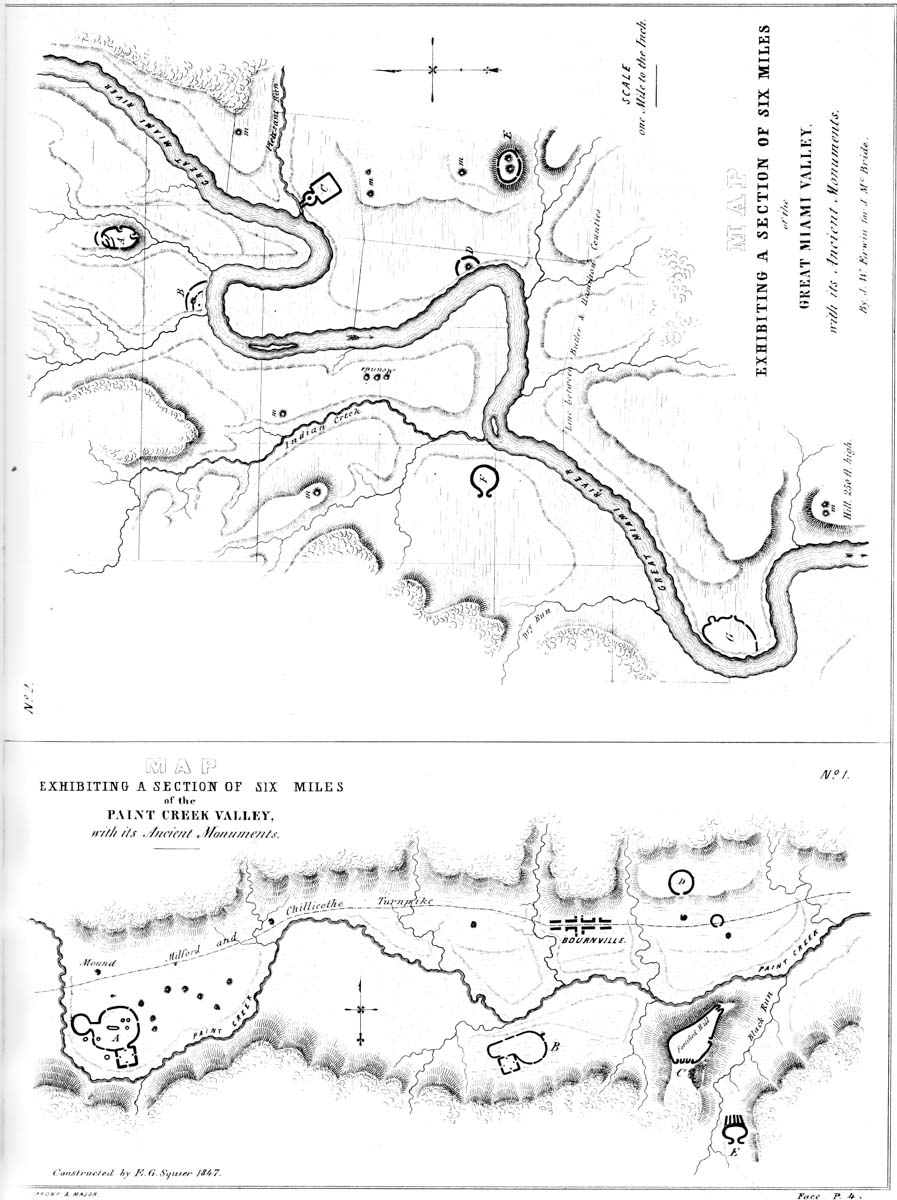 No. 2.
MAP
EXHIBITING A SECTION OF SIX MILES
of the
GREAT MIAMI VALLEY,
with its Ancient Monuments.
By J. W. Erwin for J. Mc. Bride.
SCALE
one Mile to the Inch.
GREAT MIAMI RIVER
Pleasant Run
m
A
B
C
m
m
E
D
line between Butler & Hamilton Counties
Mounds
m
Indian Creek
m
F
GREAT MIAMI RIVER
Dry Run
G
m
Hill 250 ft. high.
MAP
EXHIBITING A SECTION OF SIX MILES
of the
PAINT CREEK VALLEY,
with its Ancient Monuments.
No. 1.
Milford and Chillicothe Turnpike
Mound
A
PAINT CREEK
BOURNVILLE.
B
D
PAINT CREEK
Fortified Hill
C
Black Run
E
Constructed by E. G. Squier 1847.
& MAJOR.
Face P. 4.